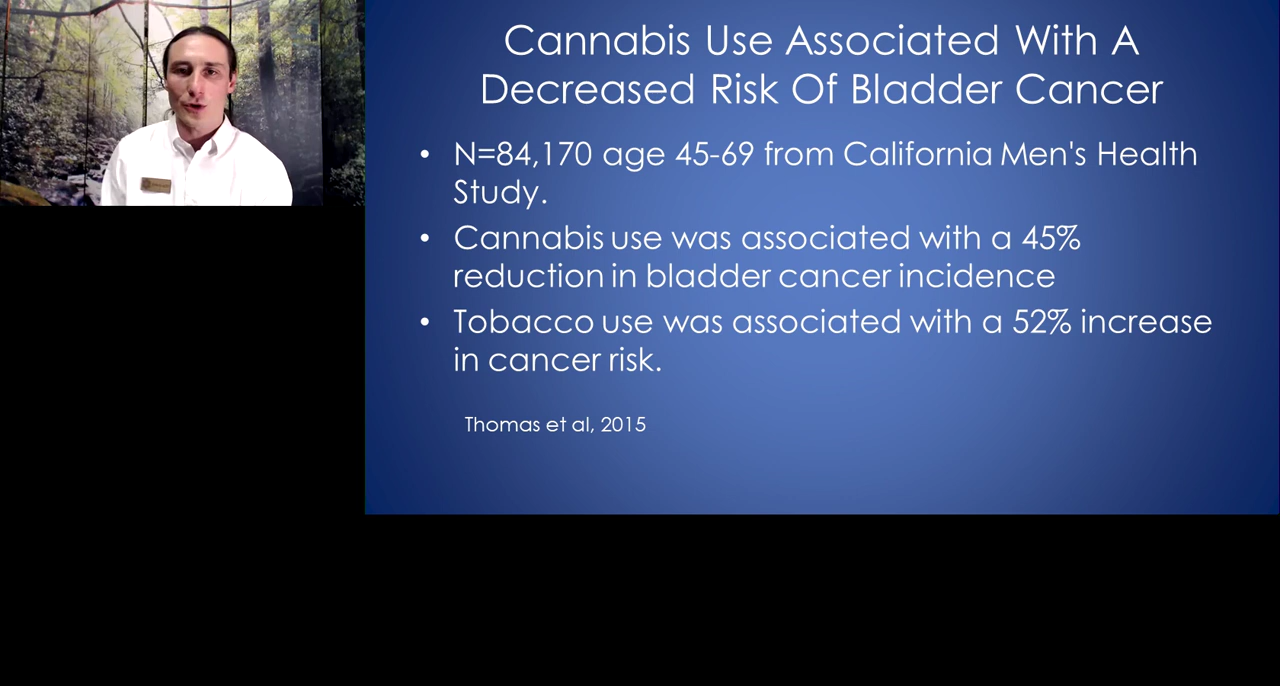 Cannabis Use Associated With A
Decreased Risk Of Bladder Cancer
• N=84,170 age 45-69 from California Men's Health
Study.
• Cannabis use was associated with a 45%
reduction in bladder cancer incidence
• Tobacco use was associated with a 52% increase
in cancer risk.
Thomas et al, 2015